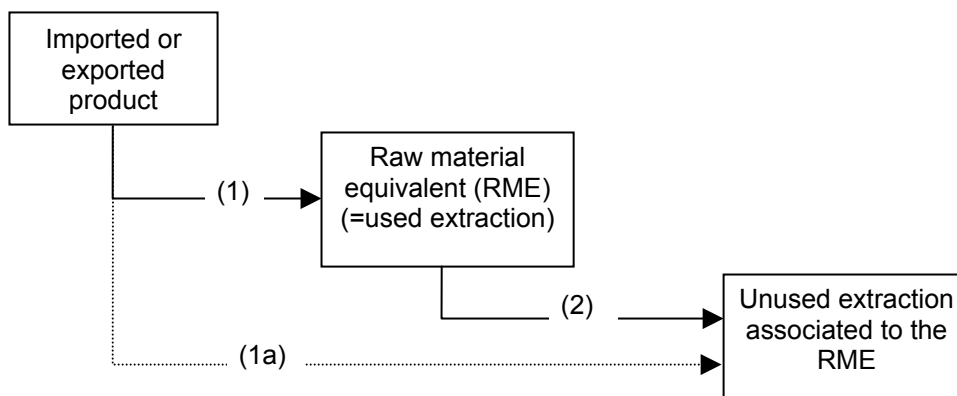 Imported or
exported
product
(1)
Raw material
equivalent (RME)
(=used extraction)
(2)
Unused extraction
associated to the
RME
(1a)